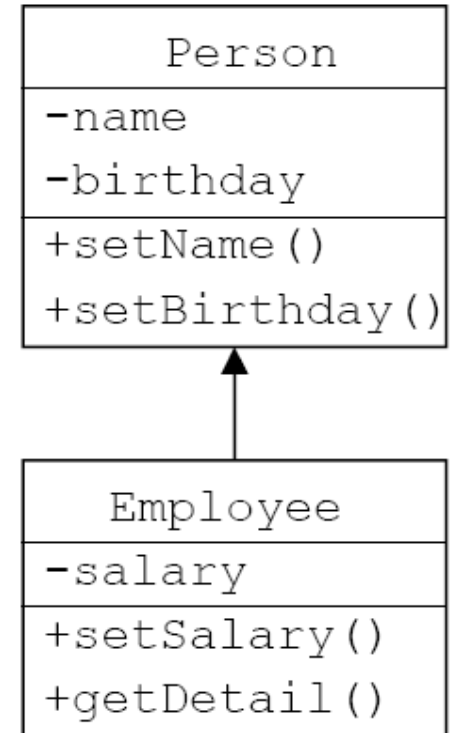 Person
-name
-birthday
+setName()
+setBirthday()
Employee
-salary
+setSalary()
+getDetail()